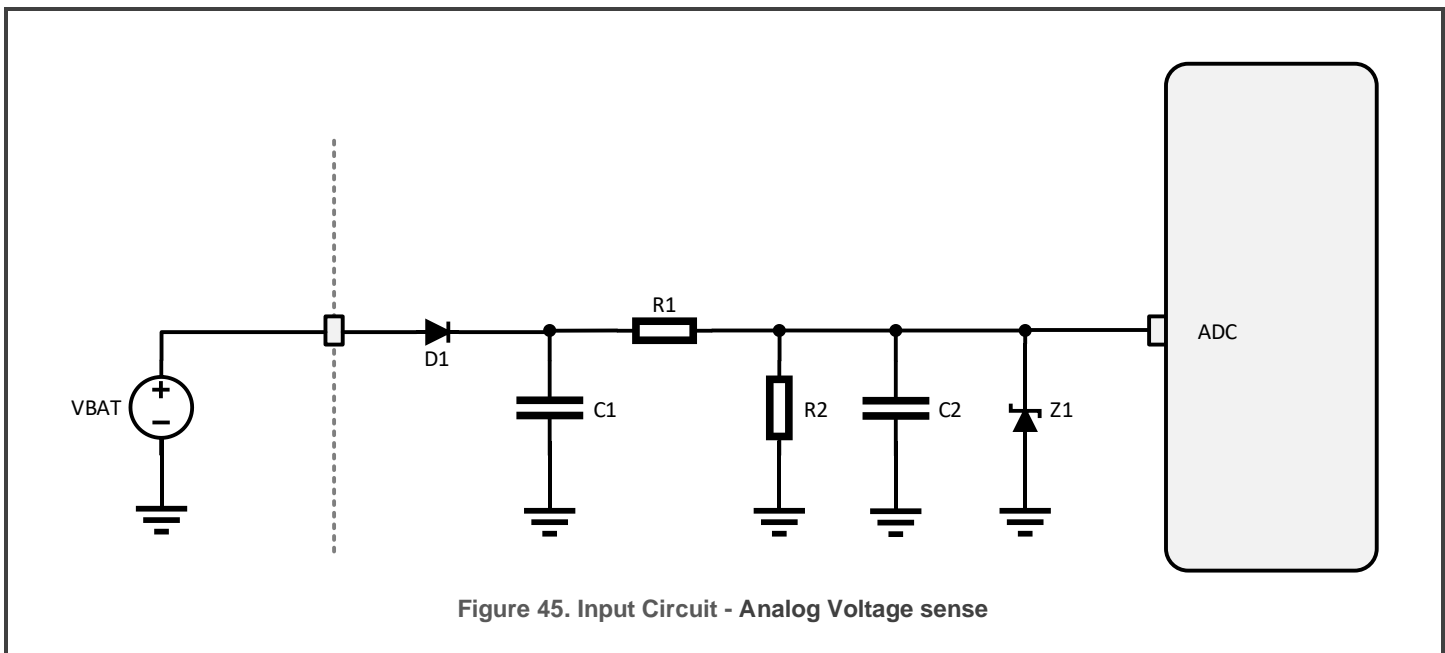 R1
D1
ADC
VBAT
+
−
C1
R2
C2
Z1
Figure 45. Input Circuit - Analog Voltage sense